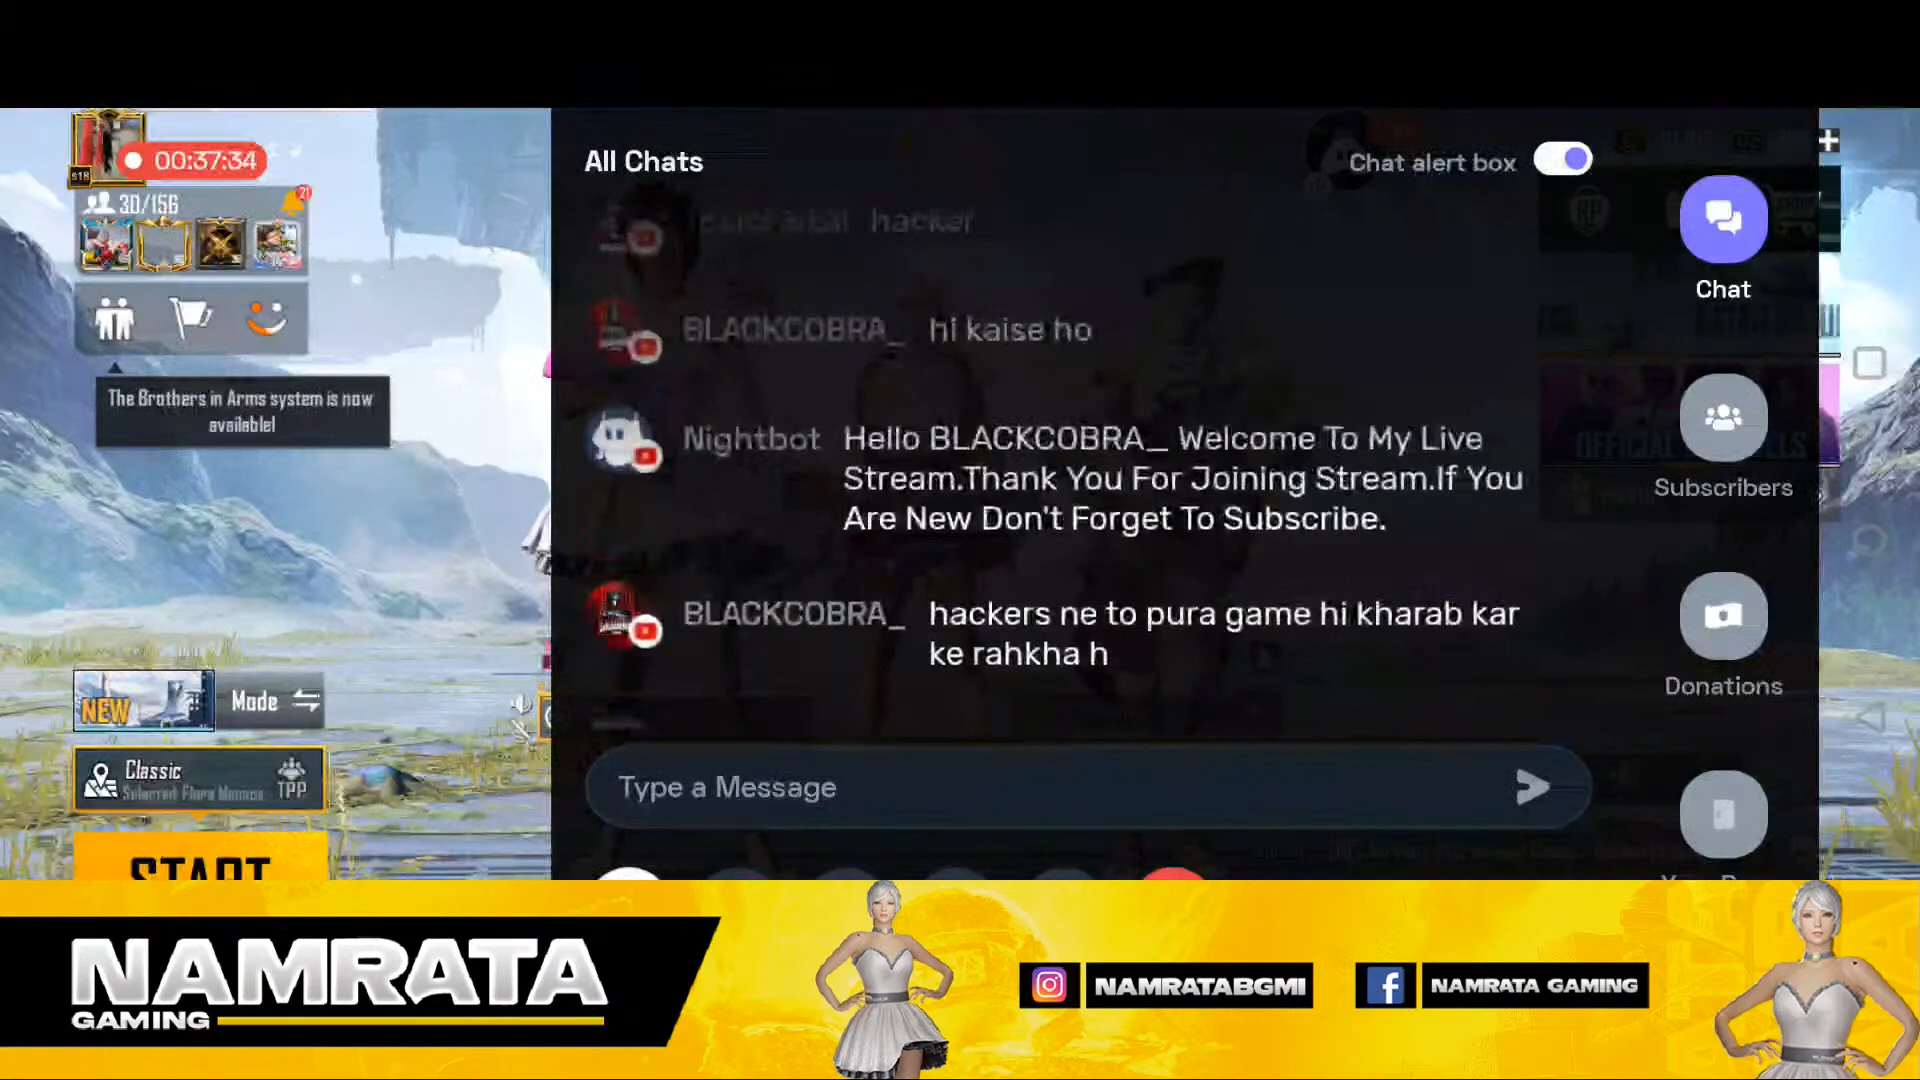 00:37:34
All Chats
Chat alert box
S18
30/156
21
hacker
BLACKCOBRA_ hi kaise ho
Chat
The Brothers in Arms system is now
available!
Nightbot Hello BLACKCOBRA_ Welcome To My Live
Stream.Thank You For Joining Stream.If You
Are New Don't Forget To Subscribe.
Subscribers
BLACKCOBRA_ hackers ne to pura game hi kharab kar
ke rahkha h
Donations
NEW
Mode
Classic
TPP
Type a Message
START
NAMRATA
GAMING
NAMRATABGMI
NAMRATA GAMING